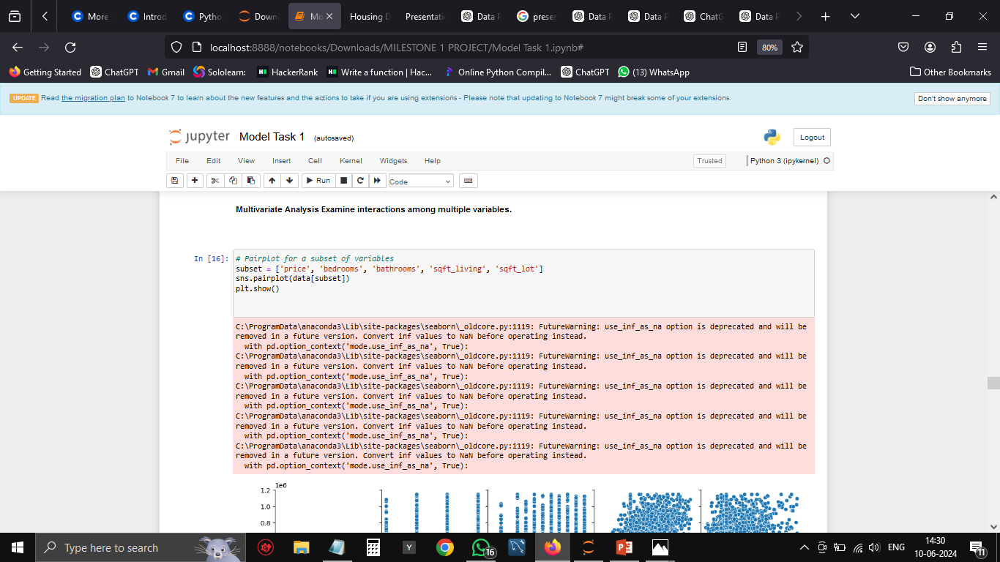 More
Introd
Pytho
Down
Mo
Housing D
Presentati
Data P
preser
Data P
Data P
ChatG
Data P
localhost:8888/notebooks/Downloads/MILESTONE 1 PROJECT/Model Task 1.ipynb#
80%
Getting Started
ChatGPT
Gmail
Sololearn:
HackerRank
Write a function | Hac...
Online Python Compil...
ChatGPT
(13) WhatsApp
Other Bookmarks
UPDATE Read the migration plan to Notebook 7 to learn about the new features and the actions to take if you are using extensions - Please note that updating to Notebook 7 might break some of your extensions.
Don't show anymore
jupyter Model Task 1 (autosaved)
Logout
File Edit View Insert Cell Kernel Widgets Help
Trusted
Python 3 (ipykernel)
Run
Code
Multivariate Analysis Examine interactions among multiple variables.
In [16]:
# Pairplot for a subset of variables
subset = ['price', 'bedrooms', 'bathrooms', 'sqft_living', 'sqft_lot']
sns.pairplot(data[subset])
plt.show()
C:\ProgramData\anaconda3\Lib\site-packages\seaborn\_oldcore.py:1119: FutureWarning: use_inf_as_na option is deprecated and will be
removed in a future version. Convert inf values to NaN before operating instead.
with pd.option_context('mode.use_inf_as_na', True):
C:\ProgramData\anaconda3\Lib\site-packages\seaborn\_oldcore.py:1119: FutureWarning: use_inf_as_na option is deprecated and will be
removed in a future version. Convert inf values to NaN before operating instead.
with pd.option_context('mode.use_inf_as_na', True):
C:\ProgramData\anaconda3\Lib\site-packages\seaborn\_oldcore.py:1119: FutureWarning: use_inf_as_na option is deprecated and will be
removed in a future version. Convert inf values to NaN before operating instead.
with pd.option_context('mode.use_inf_as_na', True):
C:\ProgramData\anaconda3\Lib\site-packages\seaborn\_oldcore.py:1119: FutureWarning: use_inf_as_na option is deprecated and will be
removed in a future version. Convert inf values to NaN before operating instead.
with pd.option_context('mode.use_inf_as_na', True):
C:\ProgramData\anaconda3\Lib\site-packages\seaborn\_oldcore.py:1119: FutureWarning: use_inf_as_na option is deprecated and will be
removed in a future version. Convert inf values to NaN before operating instead.
with pd.option_context('mode.use_inf_as_na', True):
1e6
1.2
1.0
0.8
Type here to search
Y
16
ENG
14:30
10-06-2024
11